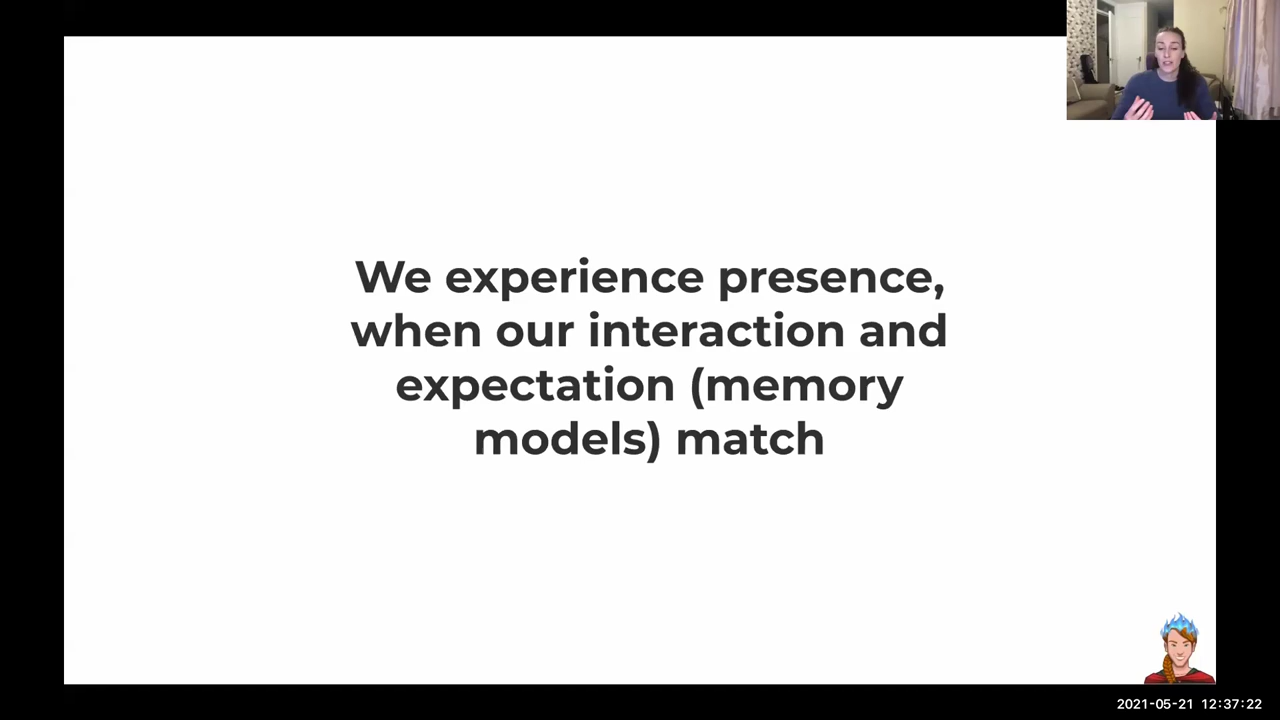 We experience presence,
when our interaction and
expectation (memory
models) match
2021-05-21 12:37:22